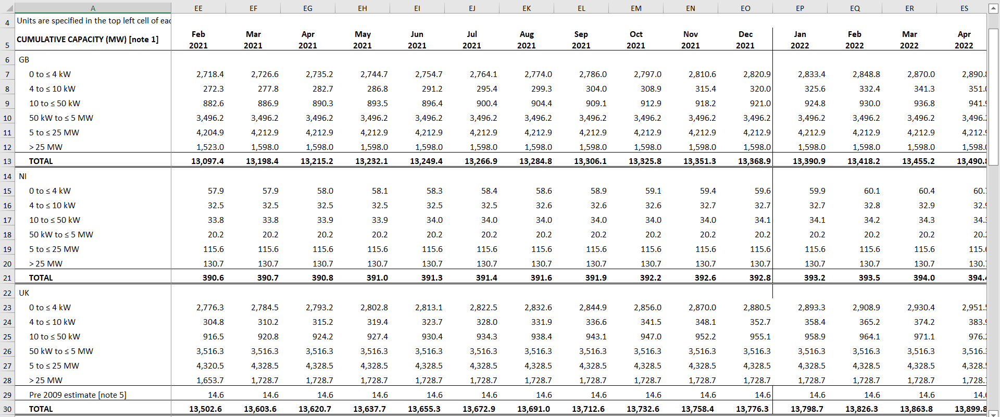 A EE EF EG EH EI EJ EK EL EM EN EO EP EQ ER ES
4 Units are specified in the top left cell of eac
Feb Mar Apr May Jun Jul Aug Sep Oct Nov Dec Jan Feb Mar Apr
5 CUMULATIVE CAPACITY (MW) [note 1] 2021 2021 2021 2021 2021 2021 2021 2021 2021 2021 2021 2022 2022 2022 2022
6 GB
7 0 to ≤ 4 kW 2,718.4 2,726.6 2,735.2 2,744.7 2,754.7 2,764.1 2,774.0 2,786.0 2,797.0 2,810.6 2,820.9 2,833.4 2,848.8 2,870.0 2,890.8
8 4 to ≤ 10 kW 272.3 277.8 282.7 286.8 291.2 295.4 299.3 304.0 308.9 315.4 320.0 325.6 332.4 341.3 351.0
9 10 to ≤ 50 kW 882.6 886.9 890.3 893.5 896.4 900.4 904.4 909.1 912.9 918.2 921.0 924.8 930.0 936.8 941.9
10 50 kW to ≤ 5 MW 3,496.2 3,496.2 3,496.2 3,496.2 3,496.2 3,496.2 3,496.2 3,496.2 3,496.2 3,496.2 3,496.2 3,496.2 3,496.2 3,496.2 3,496.2
11 5 to ≤ 25 MW 4,204.9 4,212.9 4,212.9 4,212.9 4,212.9 4,212.9 4,212.9 4,212.9 4,212.9 4,212.9 4,212.9 4,212.9 4,212.9 4,212.9 4,212.9
12 > 25 MW 1,523.0 1,598.0 1,598.0 1,598.0 1,598.0 1,598.0 1,598.0 1,598.0 1,598.0 1,598.0 1,598.0 1,598.0 1,598.0 1,598.0 1,598.0
13 TOTAL 13,097.4 13,198.4 13,215.2 13,232.1 13,249.4 13,266.9 13,284.8 13,306.1 13,325.8 13,351.3 13,368.9 13,390.9 13,418.2 13,455.2 13,490.8
14 NI
15 0 to ≤ 4 kW 57.9 57.9 58.0 58.1 58.3 58.4 58.6 58.9 59.1 59.4 59.6 59.9 60.1 60.4 60.
16 4 to ≤ 10 kW 32.5 32.5 32.5 32.5 32.5 32.5 32.6 32.6 32.6 32.7 32.7 32.7 32.8 32.9 32.9
17 10 to ≤ 50 kW 33.8 33.8 33.9 33.9 34.0 34.0 34.0 34.0 34.0 34.0 34.1 34.1 34.2 34.3 34.3
18 50 kW to ≤ 5 MW 20.2 20.2 20.2 20.2 20.2 20.2 20.2 20.2 20.2 20.2 20.2 20.2 20.2 20.2 20.2
19 5 to ≤ 25 MW 115.6 115.6 115.6 115.6 115.6 115.6 115.6 115.6 115.6 115.6 115.6 115.6 115.6 115.6 115.6
20 > 25 MW 130.7 130.7 130.7 130.7 130.7 130.7 130.7 130.7 130.7 130.7 130.7 130.7 130.7 130.7 130.7
21 TOTAL 390.6 390.7 390.8 391.0 391.3 391.4 391.6 391.9 392.2 392.6 392.8 393.2 393.5 394.0 394.4
22 UK
23 0 to ≤ 4 kW 2,776.3 2,784.5 2,793.2 2,802.8 2,813.1 2,822.5 2,832.6 2,844.9 2,856.0 2,870.0 2,880.5 2,893.3 2,908.9 2,930.4 2,951.5
24 4 to ≤ 10 kW 304.8 310.2 315.2 319.4 323.7 328.0 331.9 336.6 341.5 348.1 352.7 358.4 365.2 374.2 383.9
25 10 to ≤ 50 kW 916.5 920.8 924.2 927.4 930.4 934.3 938.4 943.1 947.0 952.2 955.1 958.9 964.1 971.1 976.2
26 50 kW to ≤ 5 MW 3,516.3 3,516.3 3,516.3 3,516.3 3,516.3 3,516.3 3,516.3 3,516.3 3,516.3 3,516.3 3,516.3 3,516.3 3,516.3 3,516.3 3,516.3
27 5 to ≤ 25 MW 4,320.5 4,328.5 4,328.5 4,328.5 4,328.5 4,328.5 4,328.5 4,328.5 4,328.5 4,328.5 4,328.5 4,328.5 4,328.5 4,328.5 4,328.5
28 > 25 MW 1,653.7 1,728.7 1,728.7 1,728.7 1,728.7 1,728.7 1,728.7 1,728.7 1,728.7 1,728.7 1,728.7 1,728.7 1,728.7 1,728.7 1,728.7
29 Pre 2009 estimate [note 5] 14.6 14.6 14.6 14.6 14.6 14.6 14.6 14.6 14.6 14.6 14.6 14.6 14.6 14.6 14.6
30 TOTAL 13,502.6 13,603.6 13,620.7 13,637.7 13,655.3 13,672.9 13,691.0 13,712.6 13,732.6 13,758.4 13,776.3 13,798.7 13,826.3 13,863.8 13,899.8